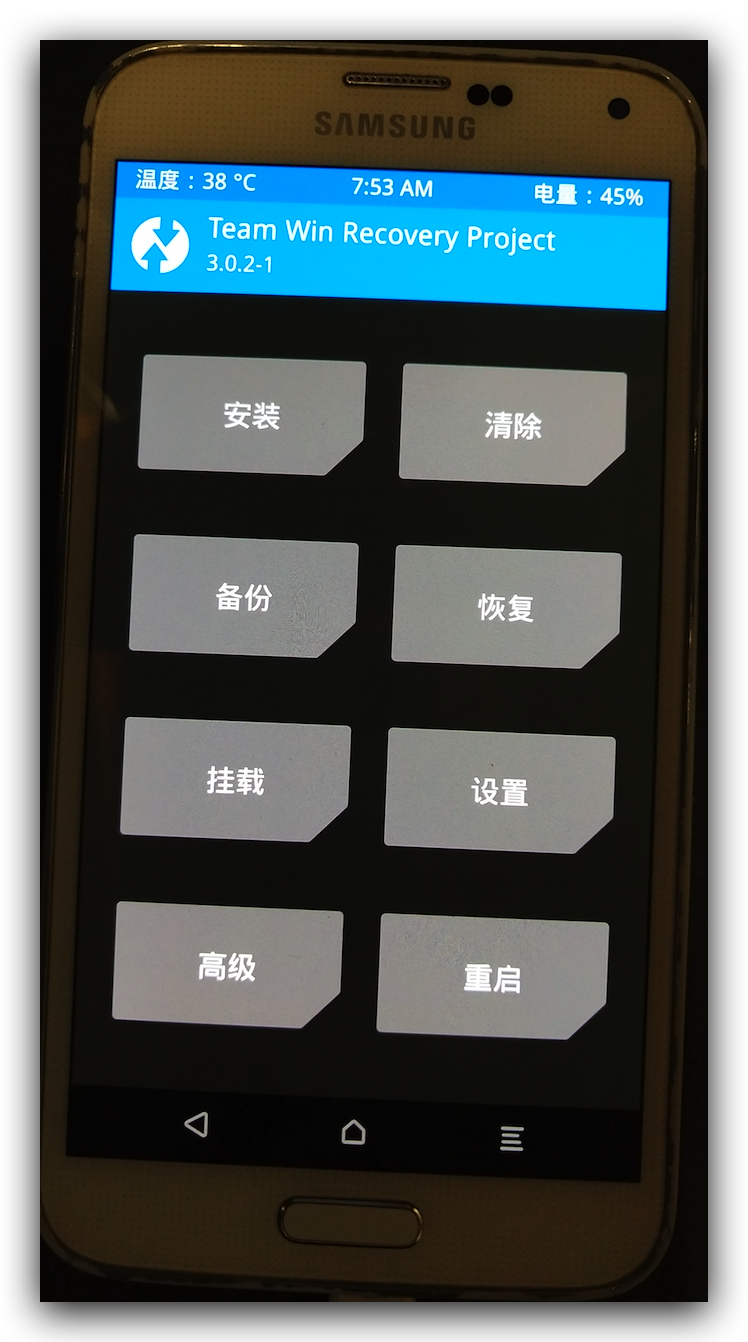 SAMSUNG
温度：38 °C 7:53 AM 电量：45%
Team Win Recovery Project
3.0.2-1
安装 清除
备份 恢复
挂载 设置
高级 重启